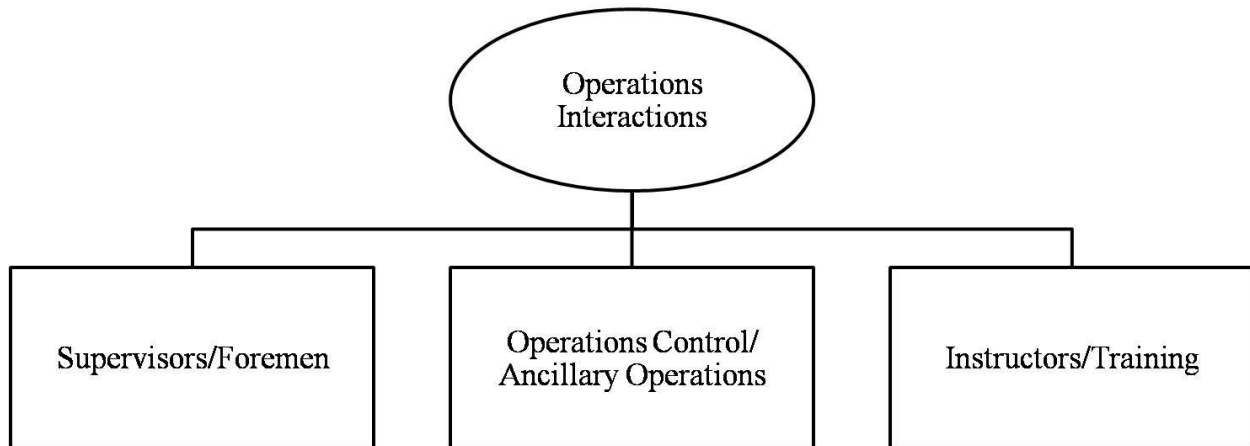 Operations
Interactions
Supervisors/Foremen
Operations Control/
Ancillary Operations
Instructors/Training